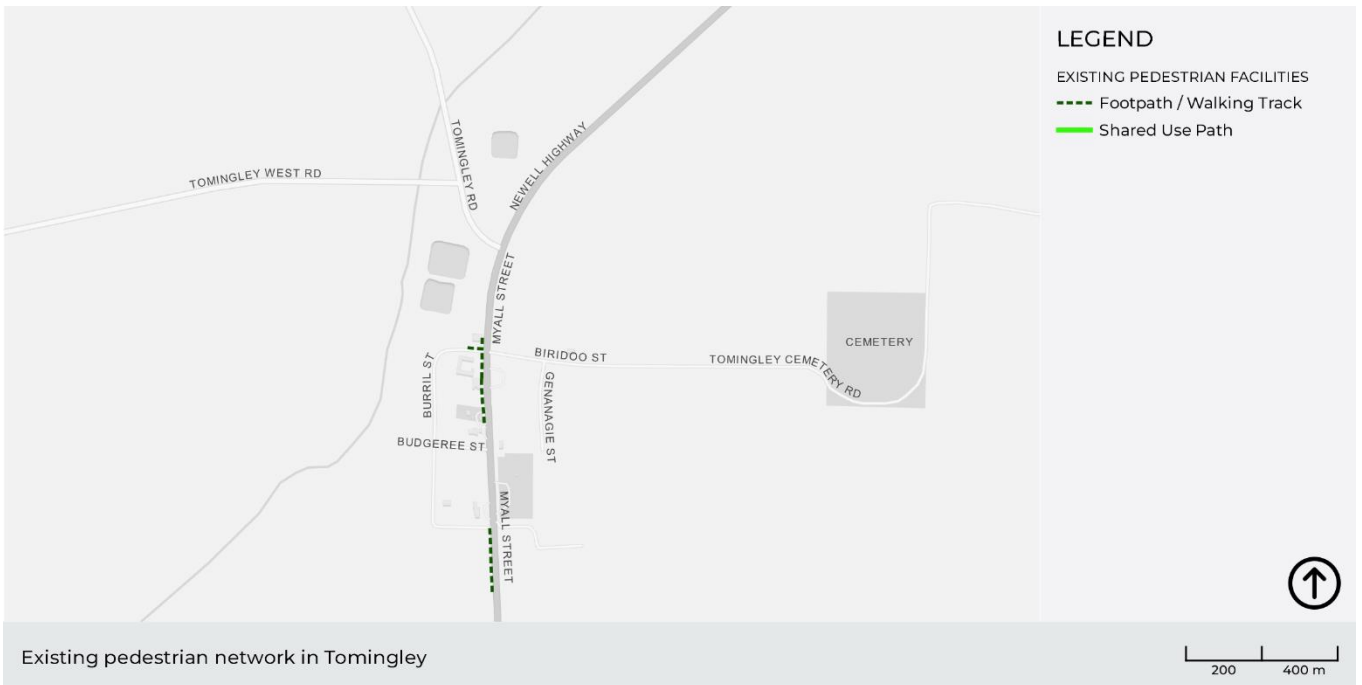 LEGEND
EXISTING PEDESTRIAN FACILITIES
Footpath / Walking Track
Shared Use Path
TOMINGLEY RD
NEWELL HIGHWAY
TOMINGLEY WEST RD
MYALL STREET
CEMETERY
BIRIDOO ST
TOMINGLEY CEMETERY RD
BURRIL ST
GENANAGIE ST
BUDGEREE ST
MYALL STREET
Existing pedestrian network in Tomingley
200 400 m